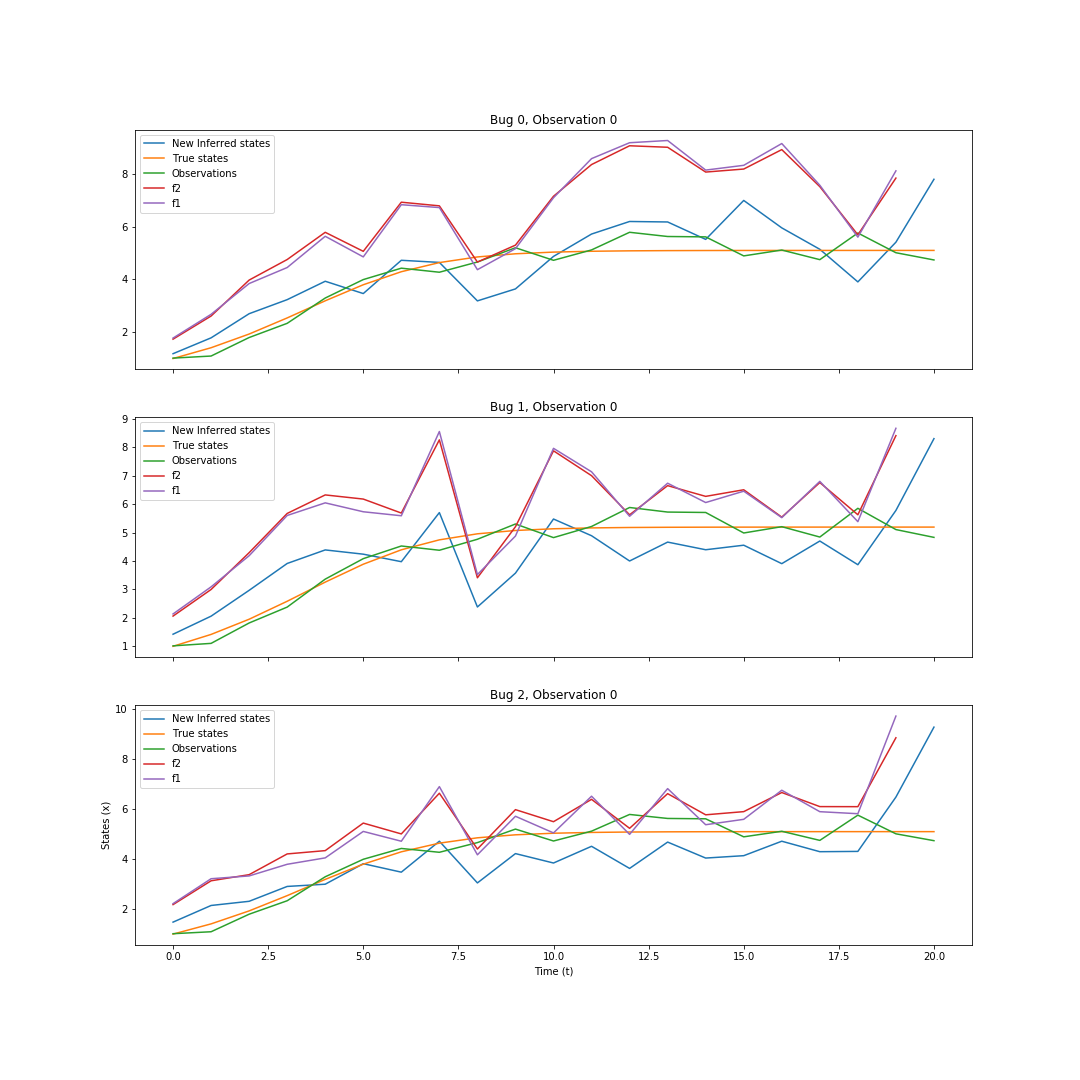 Bug 0, Observation 0
New Inferred states
True states
Observations
f2
f1
8
6
4
2
Bug 1, Observation 0
New Inferred states
True states
Observations
f2
f1
9
8
7
6
5
4
3
2
1
Bug 2, Observation 0
New Inferred states
True states
Observations
f2
f1
10
8
6
4
2
States (x)
0.0 2.5 5.0 7.5 10.0 12.5 15.0 17.5 20.0
Time (t)